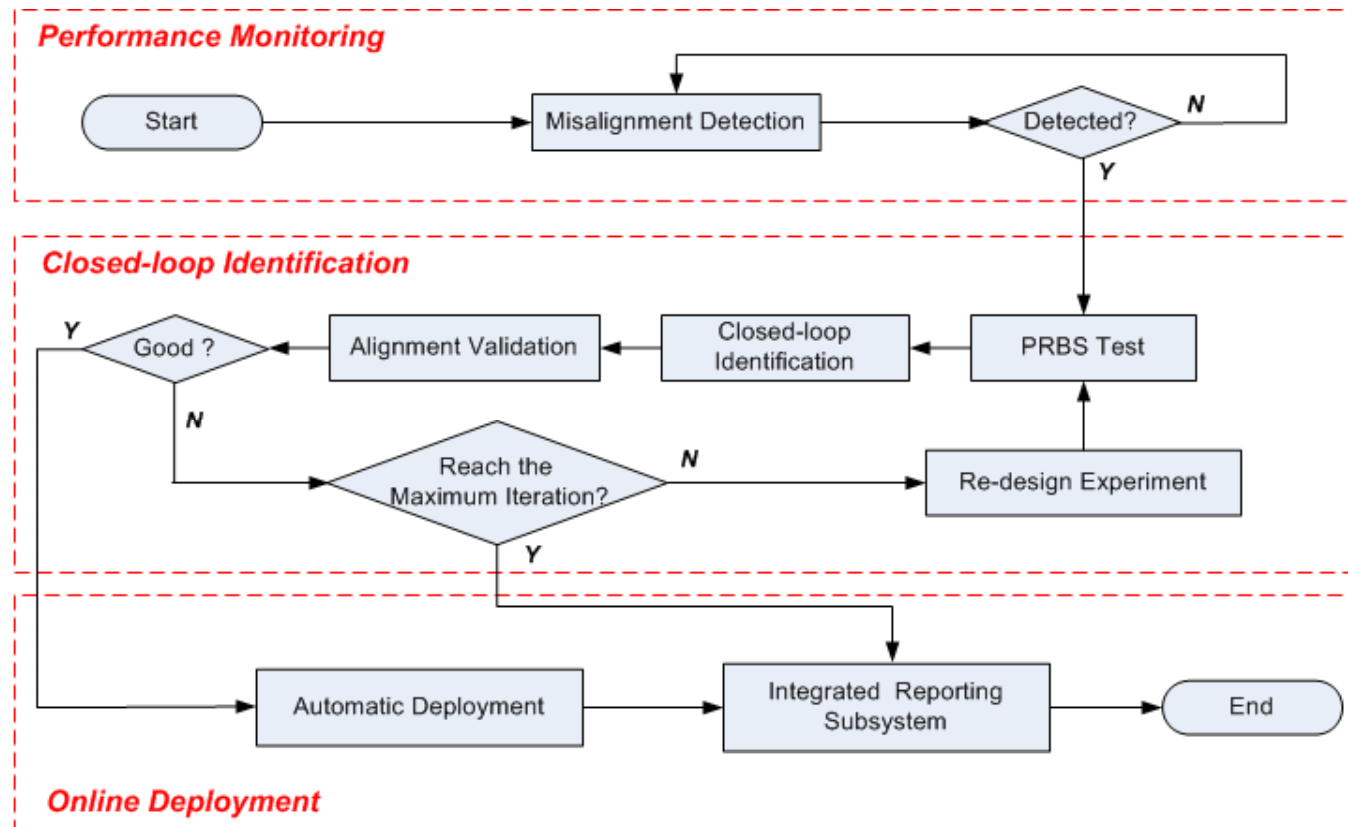 Performance Monitoring
Start
Misalignment Detection
Detected?
N
Y
Closed-loop Identification
Y
Good ?
Alignment Validation
Closed-loop
Identification
PRBS Test
N
Reach the
Maximum Iteration?
N
Re-design Experiment
Y
Automatic Deployment
Integrated Reporting
Subsystem
End
Online Deployment